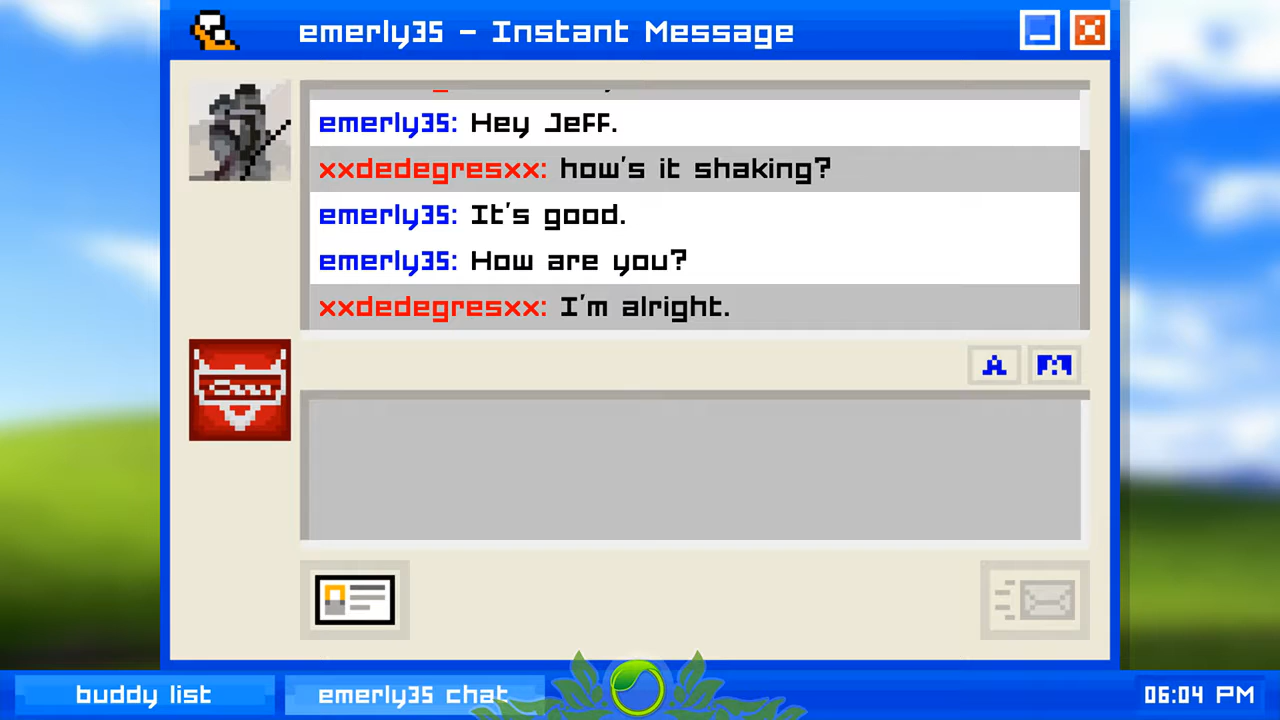 emerly35 - Instant Message
emerly35: Hey Jeff.
xxdedegresxx: how's it shaking?
emerly35: It's good.
emerly35: How are you?
xxdedegresxx: I'm alright.
A
buddy list
emerly35 chat
06:04 PM